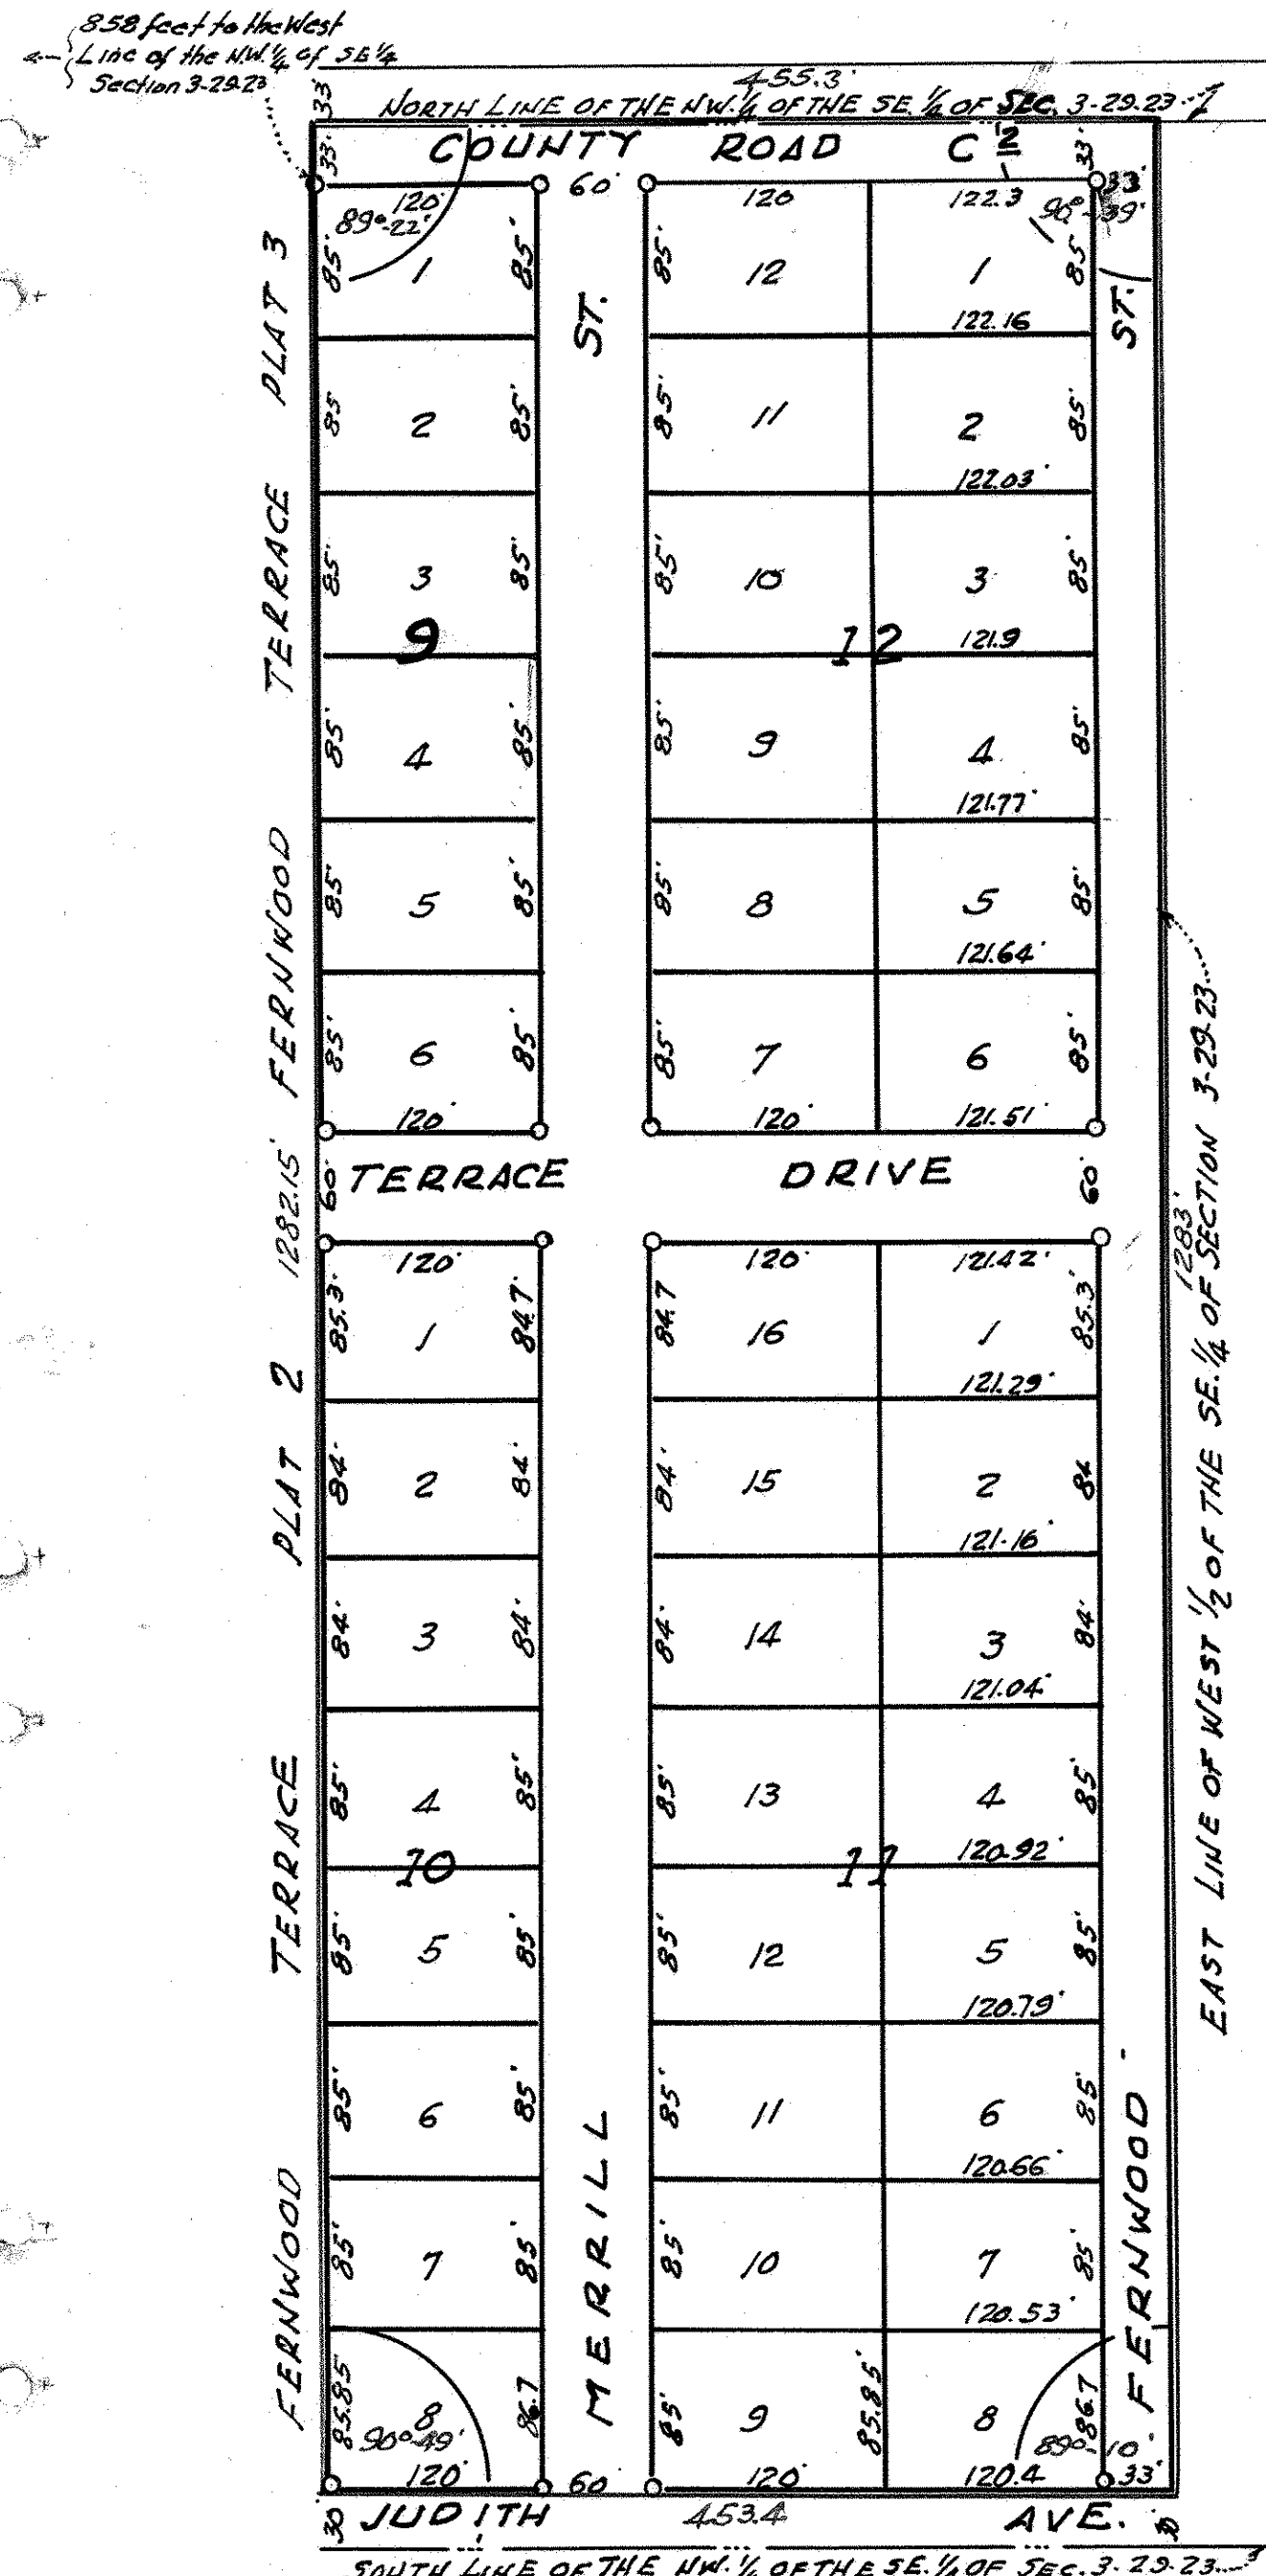 858 feet to the West
Line of the N.W.¼ of SE¼
Section 3-29-23
455.3'
NORTH LINE OF THE NW.¼ OF THE SE.¼ OF SEC. 3-29.23
33'
33'
COUNTY ROAD C 2
33'
120' 60' 120 122.3 33'
89°-22' 90°-39'
85' 1 85' 85' 12 1 85'
122.16
ST. ST.
85 2 85' 85' 11 2 85'
122.03'
85' 3 85' 85' 10 3 85'
9 12 121.9
85' 4 85' 85' 9 4 85'
121.77'
85' 5 85' 85' 8 5 85'
121.64'
85' 6 85' 85' 7 6 85'
120' 120' 121.51'
60' TERRACE DRIVE 60'
120' 120' 121.42'
85.3' 1 84.7' 84.7 16 1 85.3'
121.29'
84' 2 84' 84' 15 2 84
121.16'
84' 3 84' 84' 14 3 84'
121.04'
85' 4 85' 85' 13 4 85'
10 11 120.92'
85' 5 85' 85' 12 5 85'
120.79'
85' 6 85' 85' 11 6 85'
120.66'
85' 7 85' 85' 10 7 85'
120.53'
85.85 8 86.7 85' 9 85.85' 8 86.7
90°-49' 89°-10'
120' 60' 120' 120.4 33'
MERRILL
FERNWOOD
30 JUDITH 453.4 AVE. 30
SOUTH LINE OF THE NW.¼ OF THE SE.¼ OF SEC. 3-29-23
FERNWOOD TERRACE PLAT 2
1282.15'
FERNWOOD TERRACE PLAT 3
EAST LINE OF WEST ½ OF THE SE.¼ OF SECTION 3-29-23
1283'